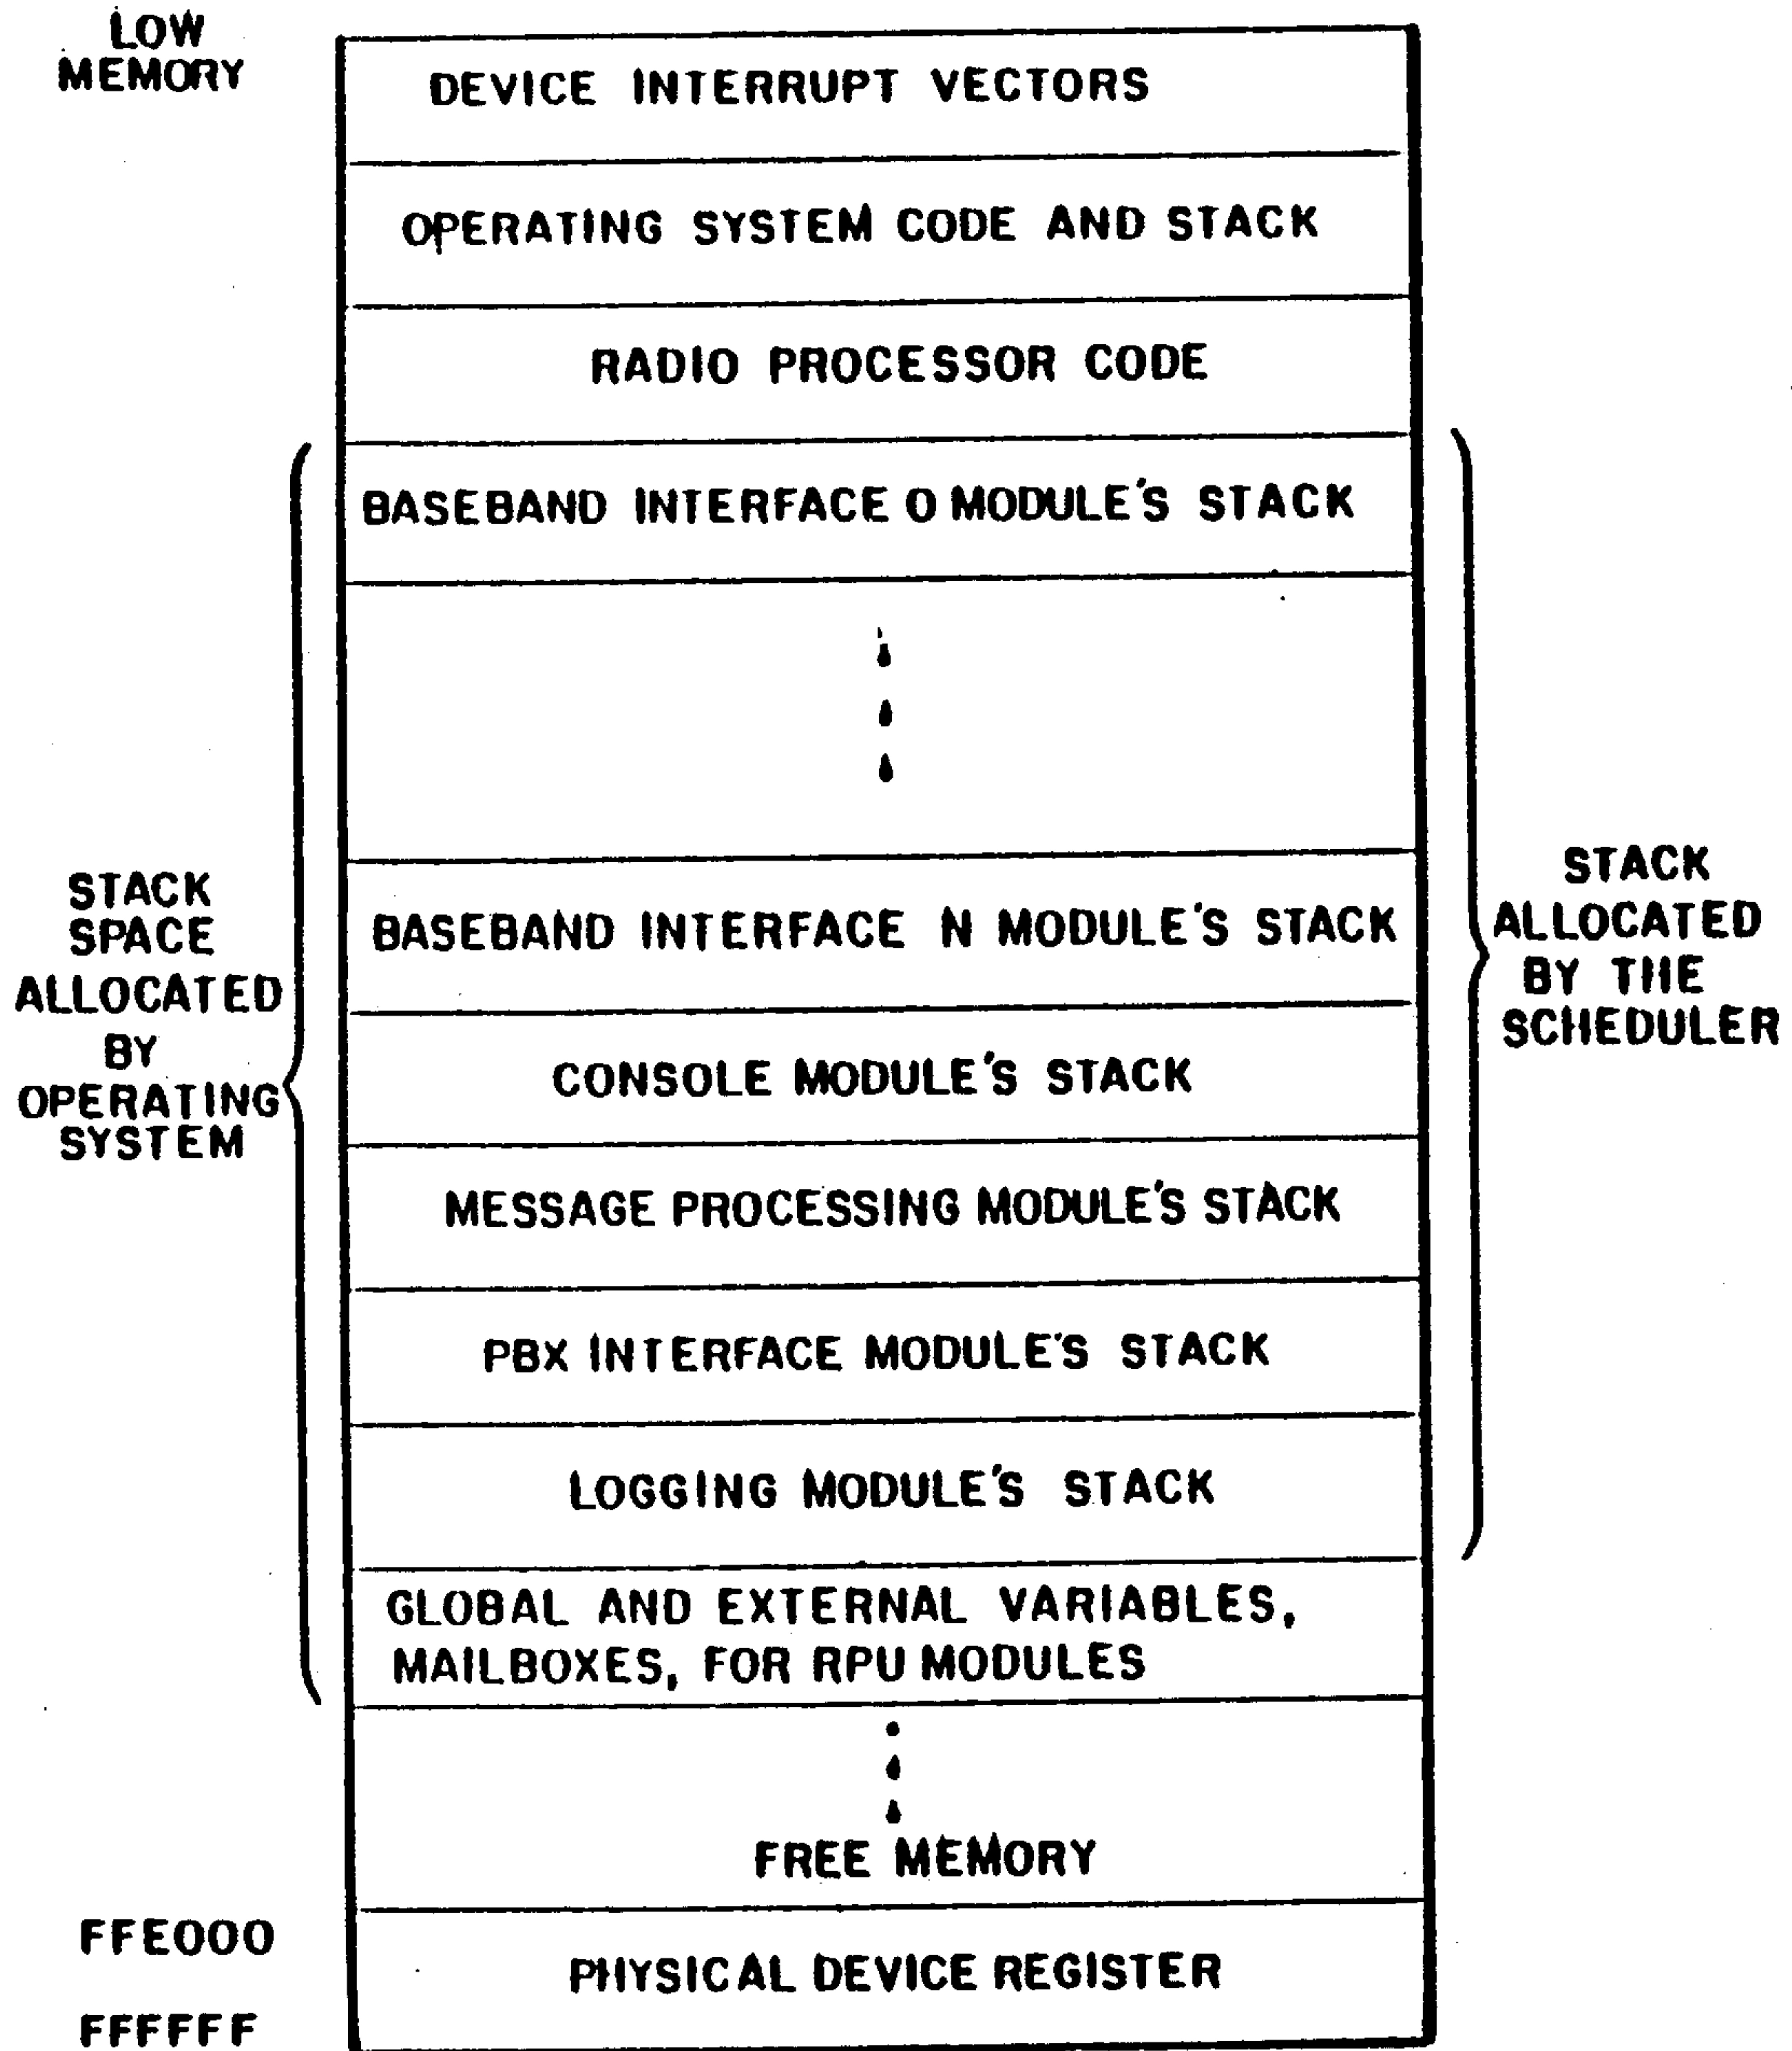 LOW
MEMORY
DEVICE INTERRUPT VECTORS
OPERATING SYSTEM CODE AND STACK
RADIO PROCESSOR CODE
BASEBAND INTERFACE 0 MODULE'S STACK
BASEBAND INTERFACE N MODULE'S STACK
CONSOLE MODULE'S STACK
MESSAGE PROCESSING MODULE'S STACK
PBX INTERFACE MODULE'S STACK
LOGGING MODULE'S STACK
GLOBAL AND EXTERNAL VARIABLES,
MAILBOXES, FOR RPU MODULES
FREE MEMORY
PHYSICAL DEVICE REGISTER
STACK
SPACE
ALLOCATED
BY
OPERATING
SYSTEM
STACK
ALLOCATED
BY THE
SCHEDULER
FFE000
FFFFFF